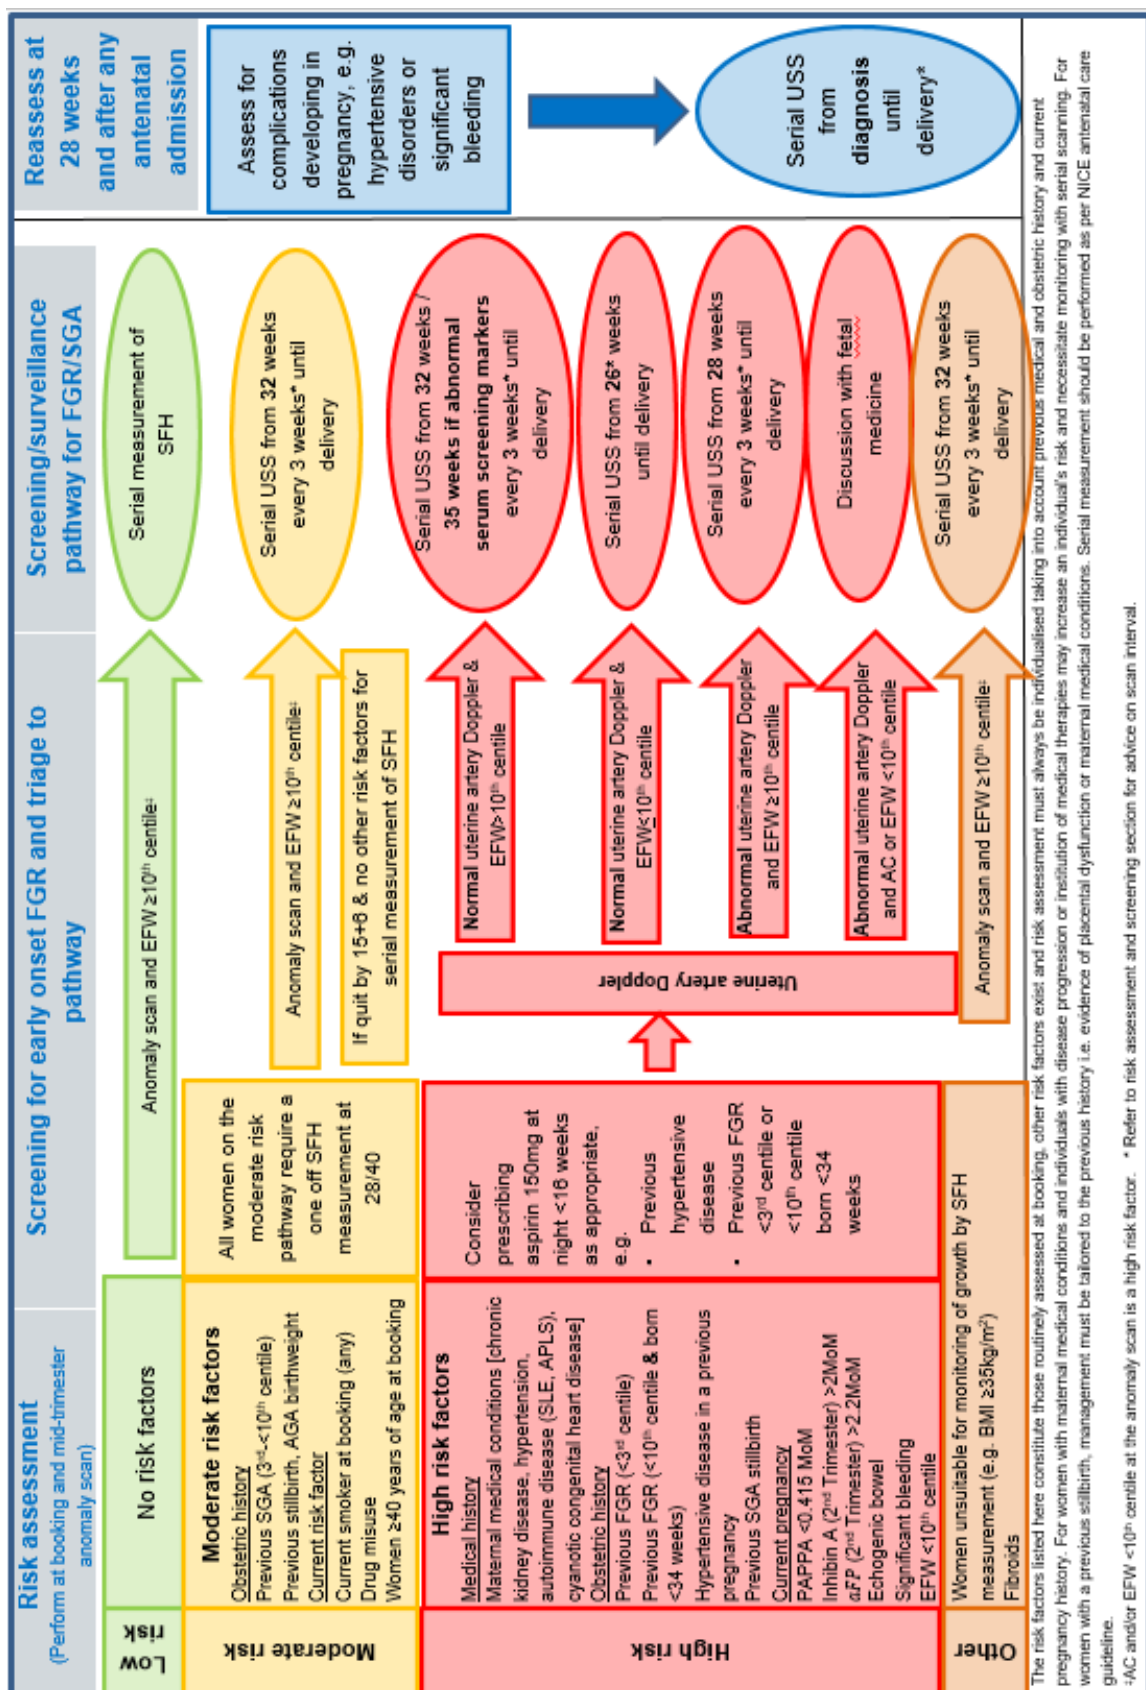 Risk assessment
(Perform at booking and mid-trimester
anomaly scan)
Screening for early onset FGR and triage to
pathway
Screening/surveillance
pathway for FGR/SGA
Reassess at
28 weeks
and after any
antenatal
admission
Low
risk
No risk factors
Anomaly scan and EFW ≥10th centile‡
Serial measurement of
SFH
Assess for
complications
developing in
pregnancy, e.g.
hypertensive
disorders or
significant
bleeding
Serial USS
from
diagnosis
until
delivery*
Moderate risk
Moderate risk factors
Obstetric history
Previous SGA (3rd-<10th centile)
Previous stillbirth, AGA birthweight
Current risk factor
Current smoker at booking (any)
Drug misuse
Women ≥40 years of age at booking
All women on the
moderate risk
pathway require a
one off SFH
measurement at
28/40
Anomaly scan and EFW ≥10th centile‡
If quit by 15+6 & no other risk factors for
serial measurement of SFH
Serial USS from 32 weeks
every 3 weeks* until
delivery
High risk
High risk factors
Medical history
Maternal medical conditions [chronic
kidney disease, hypertension,
autoimmune disease (SLE, APLS),
cyanotic congenital heart disease]
Obstetric history
Previous FGR (<3rd centile)
Previous FGR (<10th centile & born
<34 weeks)
Hypertensive disease in a previous
pregnancy
Previous SGA stillbirth
Current pregnancy
PAPPA <0.415 MoM
Inhibin A (2nd Trimester) >2MoM
αFP (2nd Trimester) >2.2MoM
Echogenic bowel
Significant bleeding
EFW <10th centile
Consider
prescribing
aspirin 150mg at
night <16 weeks
as appropriate,
e.g.
• Previous
hypertensive
disease
• Previous FGR
<3rd centile or
<10th centile
born <34
weeks
Uterine artery Doppler
Normal uterine artery Doppler &
EFW>10th centile
Serial USS from 32 weeks /
35 weeks if abnormal
serum screening markers
every 3 weeks* until
delivery
Normal uterine artery Doppler &
EFW≤10th centile
Serial USS from 26* weeks
until delivery
Abnormal uterine artery Doppler
and EFW ≥10th centile
Serial USS from 28 weeks
every 3 weeks* until
delivery
Abnormal uterine artery Doppler
and AC or EFW <10th centile
Discussion with fetal
medicine
Other
Women unsuitable for monitoring of growth by SFH
measurement (e.g. BMI ≥35kg/m²)
Fibroids
Anomaly scan and EFW ≥10th centile‡
Serial USS from 32 weeks
every 3 weeks* until
delivery
The risk factors listed here constitute those routinely assessed at booking, other risk factors exist and risk assessment must always be individualised taking into account previous medical and obstetric history and current
pregnancy history. For women with maternal medical conditions and individuals with disease progression or institution of medical therapies may increase an individual's risk and necessitate monitoring with serial scanning. For
women with a previous stillbirth, management must be tailored to the previous history i.e. evidence of placental dysfunction or maternal medical conditions. Serial measurement should be performed as per NICE antenatal care
guideline.
‡AC and/or EFW <10th centile at the anomaly scan is a high risk factor. * Refer to risk assessment and screening section for advice on scan interval.